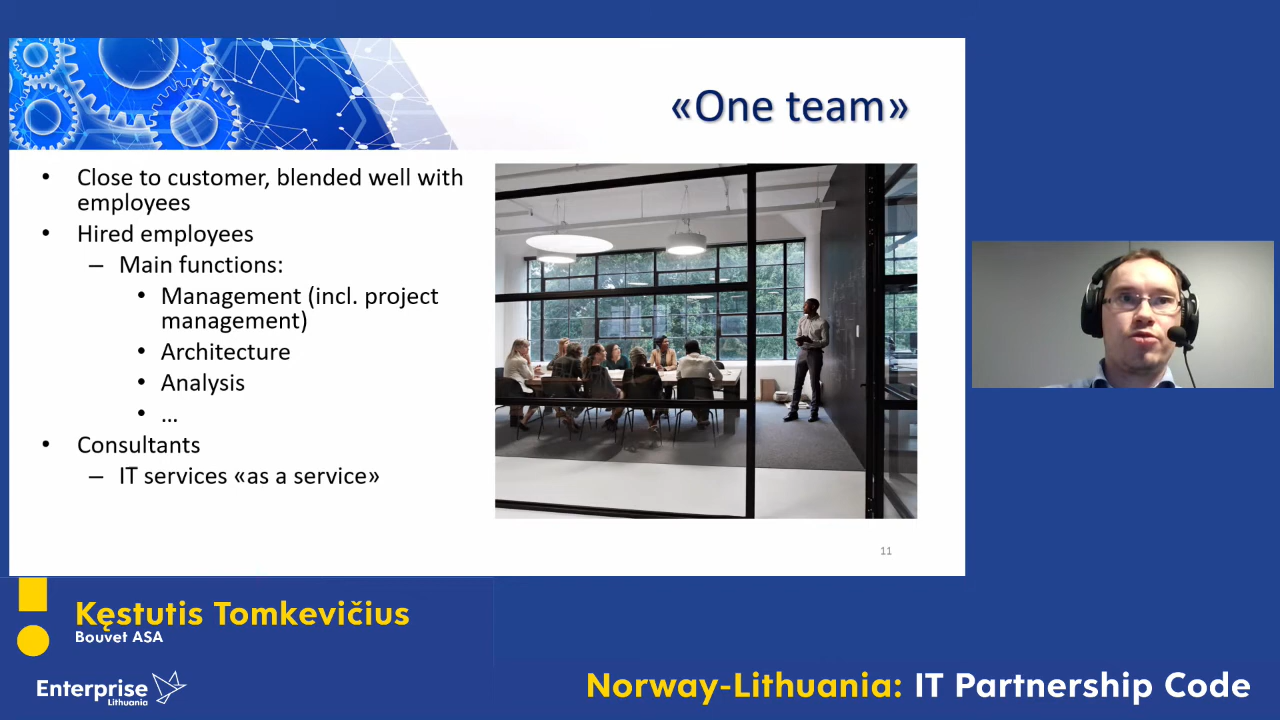 «One team»
• Close to customer, blended well with
employees
• Hired employees
– Main functions:
• Management (incl. project
management)
• Architecture
• Analysis
• …
• Consultants
– IT services «as a service»
11
Kęstutis Tomkevičius
Bouvet ASA
Enterprise
Lithuania
Norway-Lithuania: IT Partnership Code